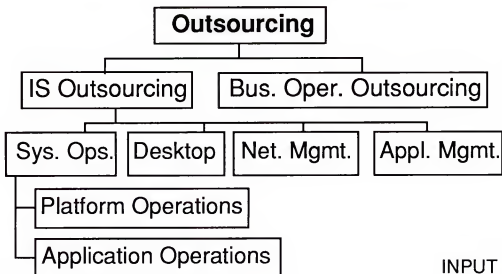 Outsourcing
IS Outsourcing Bus. Oper. Outsourcing
Sys. Ops. Desktop Net. Mgmt. Appl. Mgmt.
Platform Operations
Application Operations
INPUT